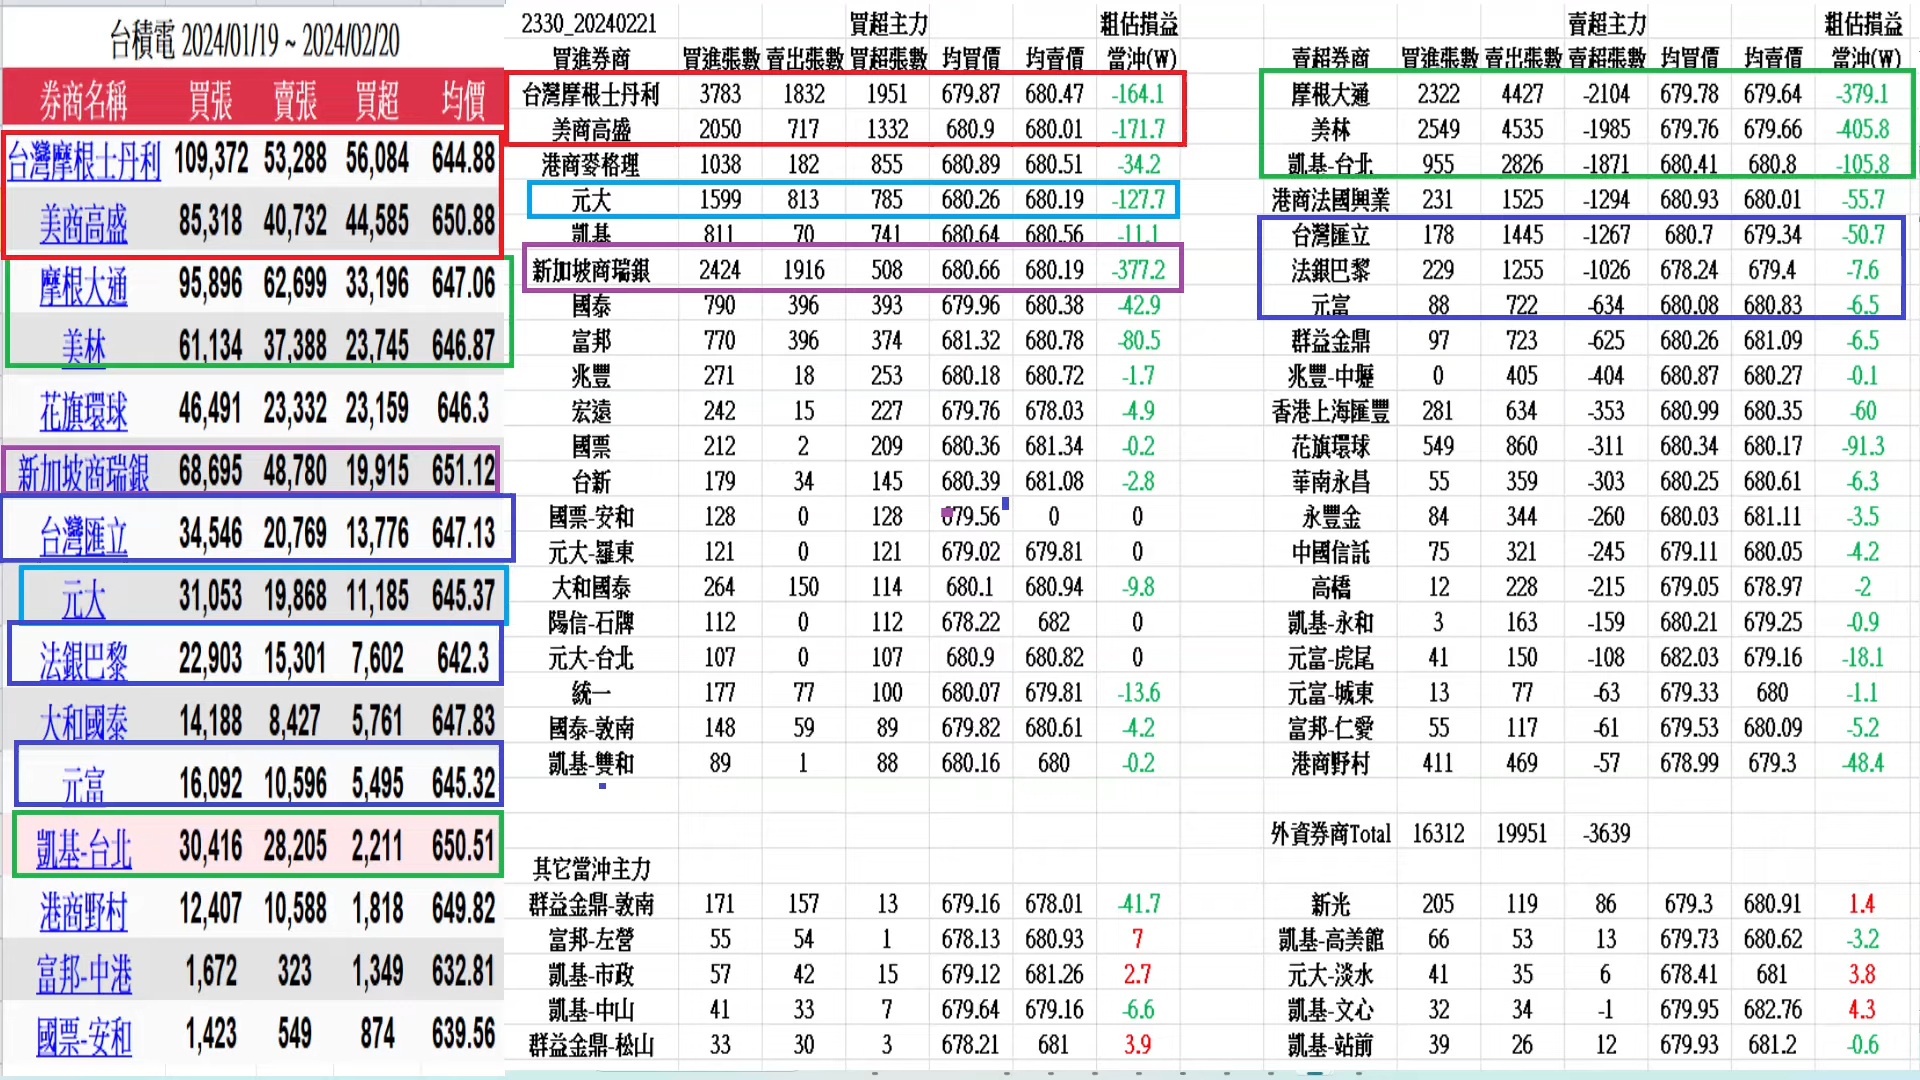 台積電 2024/01/19 ~ 2024/02/20
券商名稱 買張 賣張 買超 均價
台灣摩根士丹利 109,372 53,288 56,084 644.88
美商高盛 85,318 40,732 44,585 650.88
摩根大通 95,896 62,699 33,196 647.06
美林 61,134 37,388 23,745 646.87
花旗環球 46,491 23,332 23,159 646.3
新加坡商瑞銀 68,695 48,780 19,915 651.12
台灣匯立 34,546 20,769 13,776 647.13
元大 31,053 19,868 11,185 645.37
法銀巴黎 22,903 15,301 7,602 642.3
大和國泰 14,188 8,427 5,761 647.83
元富 16,092 10,596 5,495 645.32
凱基-台北 30,416 28,205 2,211 650.51
港商野村 12,407 10,588 1,818 649.82
富邦-中港 1,672 323 1,349 632.81
國票-安和 1,423 549 874 639.56
2330_20240221 買超主力 粗估損益
買進券商 買進張數 賣出張數 買超張數 均買價 均賣價 當沖(W)
台灣摩根士丹利 3783 1832 1951 679.87 680.47 -164.1
美商高盛 2050 717 1332 680.9 680.01 -171.7
港商麥格理 1038 182 855 680.89 680.51 -34.2
元大 1599 813 785 680.26 680.19 -127.7
凱基 811 70 741 680.64 680.56 -11.1
新加坡商瑞銀 2424 1916 508 680.66 680.19 -377.2
國泰 790 396 393 679.96 680.38 -42.9
富邦 770 396 374 681.32 680.78 -80.5
兆豐 271 18 253 680.18 680.72 -1.7
宏遠 242 15 227 679.76 678.03 -4.9
國票 212 2 209 680.36 681.34 -0.2
台新 179 34 145 680.39 681.08 -2.8
國票-安和 128 0 128 679.56 0 0
元大-羅東 121 0 121 679.02 679.81 0
大和國泰 264 150 114 680.1 680.94 -9.8
陽信-石牌 112 0 112 678.22 682 0
元大-台北 107 0 107 680.9 680.82 0
統一 177 77 100 680.07 679.81 -13.6
國泰-敦南 148 59 89 679.82 680.61 -4.2
凱基-雙和 89 1 88 680.16 680 -0.2
其它當沖主力
群益金鼎-敦南 171 157 13 679.16 678.01 -41.7
富邦-左營 55 54 1 678.13 680.93 7
凱基-市政 57 42 15 679.12 681.26 2.7
凱基-中山 41 33 7 679.64 679.16 -6.6
群益金鼎-松山 33 30 3 678.21 681 3.9
賣超主力 粗估損益
賣超券商 買進張數 賣出張數 賣超張數 均買價 均賣價 當沖(W)
摩根大通 2322 4427 -2104 679.78 679.64 -379.1
美林 2549 4535 -1985 679.76 679.66 -405.8
凱基-台北 955 2826 -1871 680.41 680.8 -105.8
港商法國興業 231 1525 -1294 680.93 680.01 -55.7
台灣匯立 178 1445 -1267 680.7 679.34 -50.7
法銀巴黎 229 1255 -1026 678.24 679.4 -7.6
元富 88 722 -634 680.08 680.83 -6.5
群益金鼎 97 723 -625 680.26 681.09 -6.5
兆豐-中壢 0 405 -404 680.87 680.27 -0.1
香港上海匯豐 281 634 -353 680.99 680.35 -60
花旗環球 549 860 -311 680.34 680.17 -91.3
華南永昌 55 359 -303 680.25 680.61 -6.3
永豐金 84 344 -260 680.03 681.11 -3.5
中國信託 75 321 -245 679.11 680.05 -4.2
高橋 12 228 -215 679.05 678.97 -2
凱基-永和 3 163 -159 680.21 679.25 -0.9
元富-虎尾 41 150 -108 682.03 679.16 -18.1
元富-城東 13 77 -63 679.33 680 -1.1
富邦-仁愛 55 117 -61 679.53 680.09 -5.2
港商野村 411 469 -57 678.99 679.3 -48.4
外資券商Total 16312 19951 -3639
新光 205 119 86 679.3 680.91 1.4
凱基-高美館 66 53 13 679.73 680.62 -3.2
元大-淡水 41 35 6 678.41 681 3.8
凱基-文心 32 34 -1 679.95 682.76 4.3
凱基-站前 39 26 12 679.93 681.2 -0.6